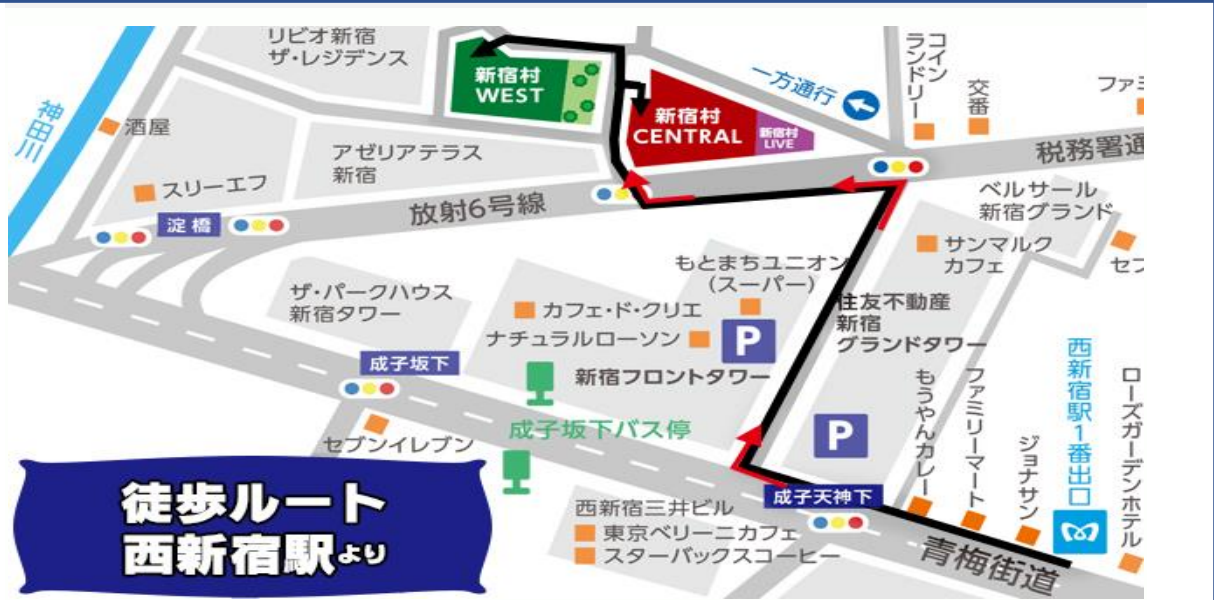 リビオ新宿
ザ・レジデンス
新宿村
WEST
新宿村
CENTRAL
新宿村
LIVE
一方通行
コイン
ランドリー
交番
ファミ
税務署通
神田川
酒屋
スリーエフ
アゼリアテラス
新宿
放射6号線
淀橋
ベルサール
新宿グランド
サンマルク
カフェ
セブ
もとまちユニオン
(スーパー)
カフェ・ド・クリエ
ナチュラルローソン
P
新宿フロントタワー
住友不動産
新宿
グランドタワー
ザ・パークハウス
新宿タワー
成子坂下
セブンイレブン
成子坂下バス停
P
もうやんカレー
ファミリーマート
ジョナサン
西新宿駅1番出口
ローズガーデンホテル
成子天神下
西新宿三井ビル
東京ベリーニカフェ
スターバックスコーヒー
青梅街道
徒歩ルート
西新宿駅より